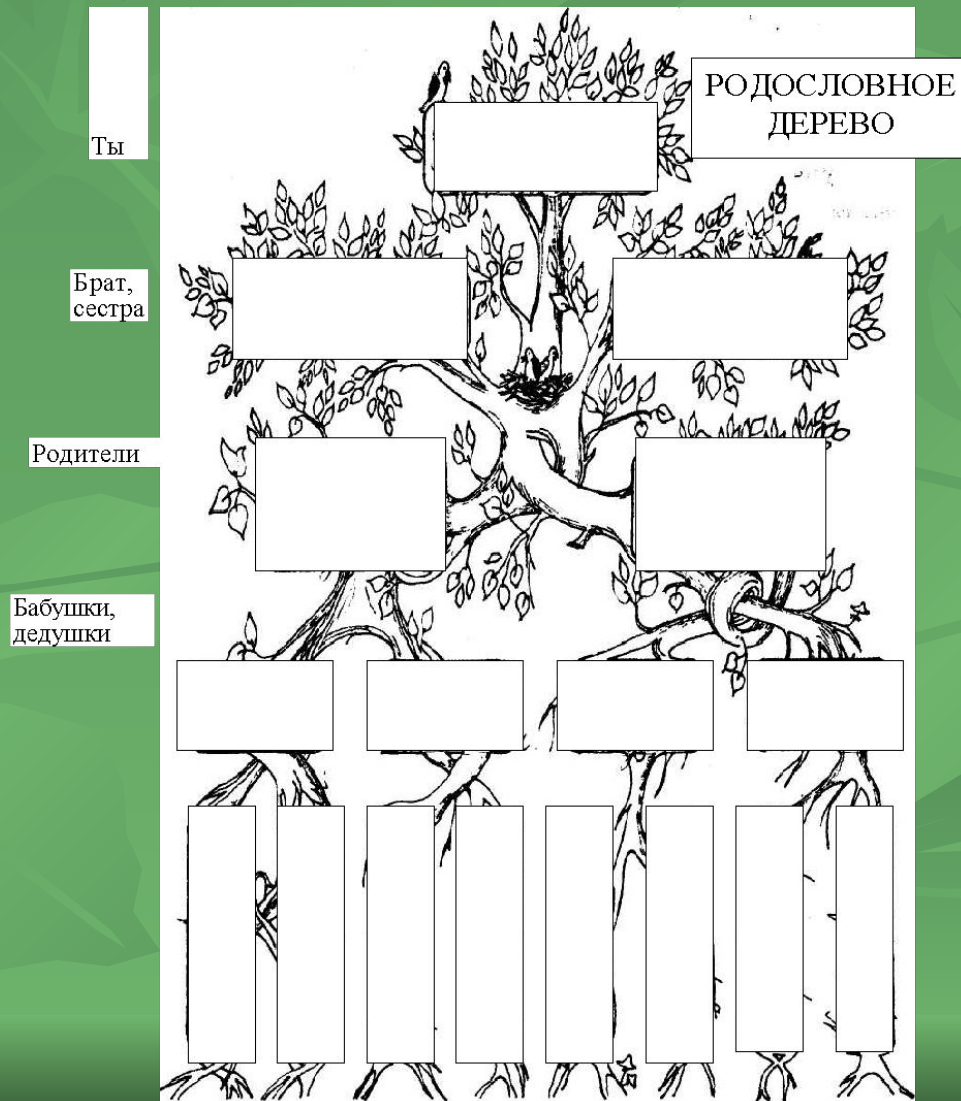 РОДОСЛОВНОЕ
ДЕРЕВО
Ты
Брат,
сестра
Родители
Бабушки,
дедушки